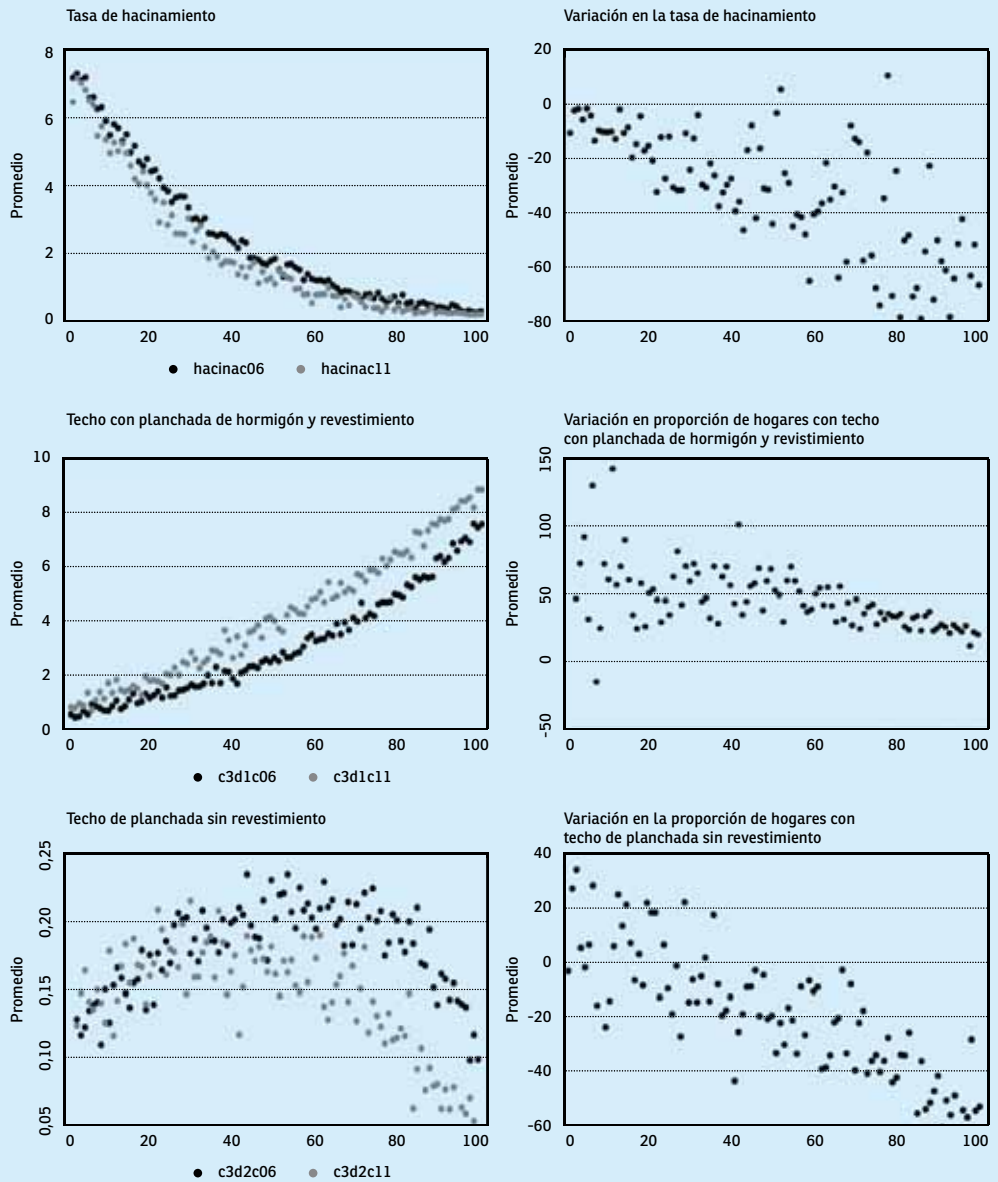 Tasa de hacinamiento
8
6
4
2
0
Promedio
0 20 40 60 80 100
hacinac06 hacinac11
Variación en la tasa de hacinamiento
20
0
-20
-40
-60
-80
Promedio
0 20 40 60 80 100
Techo con planchada de hormigón y revestimiento
10
8
6
4
2
0
Promedio
0 20 40 60 80 100
c3d1c06 c3d1c11
Variación en proporción de hogares con techo
con planchada de hormigón y revistimiento
150
100
50
0
-50
Promedio
0 20 40 60 80 100
Techo de planchada sin revestimiento
0,25
0,20
0,15
0,10
0,05
Promedio
0 20 40 60 80 100
c3d2c06 c3d2c11
Variación en la proporción de hogares con
techo de planchada sin revestimiento
40
20
0
-20
-40
-60
Promedio
0 20 40 60 80 100